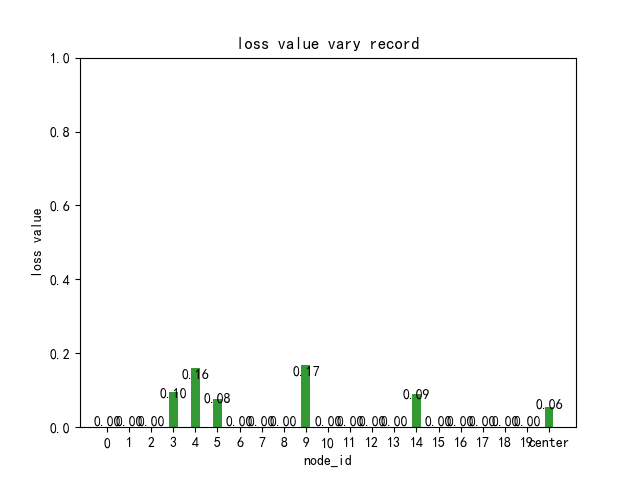 loss value vary record
loss value
1.0
0.8
0.6
0.4
0.2
0.0
0.00 0.00 0.00 0.10 0.16 0.08 0.00 0.00 0.00 0.17 0.00 0.00 0.00 0.00 0.09 0.00 0.00 0.00 0.00 0.00 0.06
0 1 2 3 4 5 6 7 8 9 10 11 12 13 14 15 16 17 18 19 center
node_id